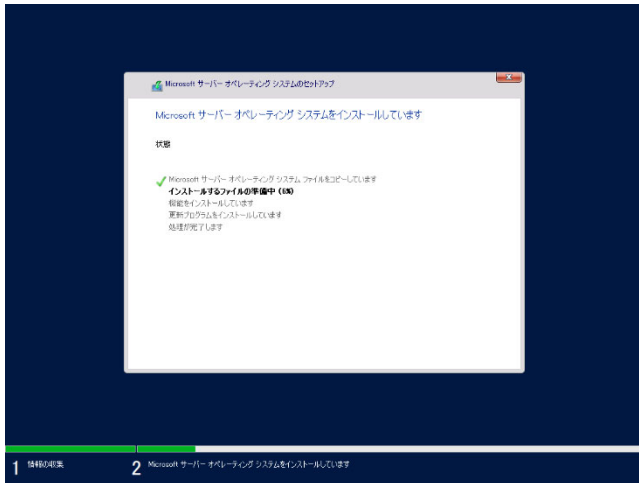 Microsoft サーバー オペレーティング システムのセットアップ
Microsoft サーバー オペレーティング システムをインストールしています
状態
Microsoft サーバー オペレーティング システム ファイルをコピーしています
インストールするファイルの準備中 (6%)
機能をインストールしています
更新プログラムをインストールしています
処理が完了します
1 情報の収集
2 Microsoft サーバー オペレーティング システムをインストールしています